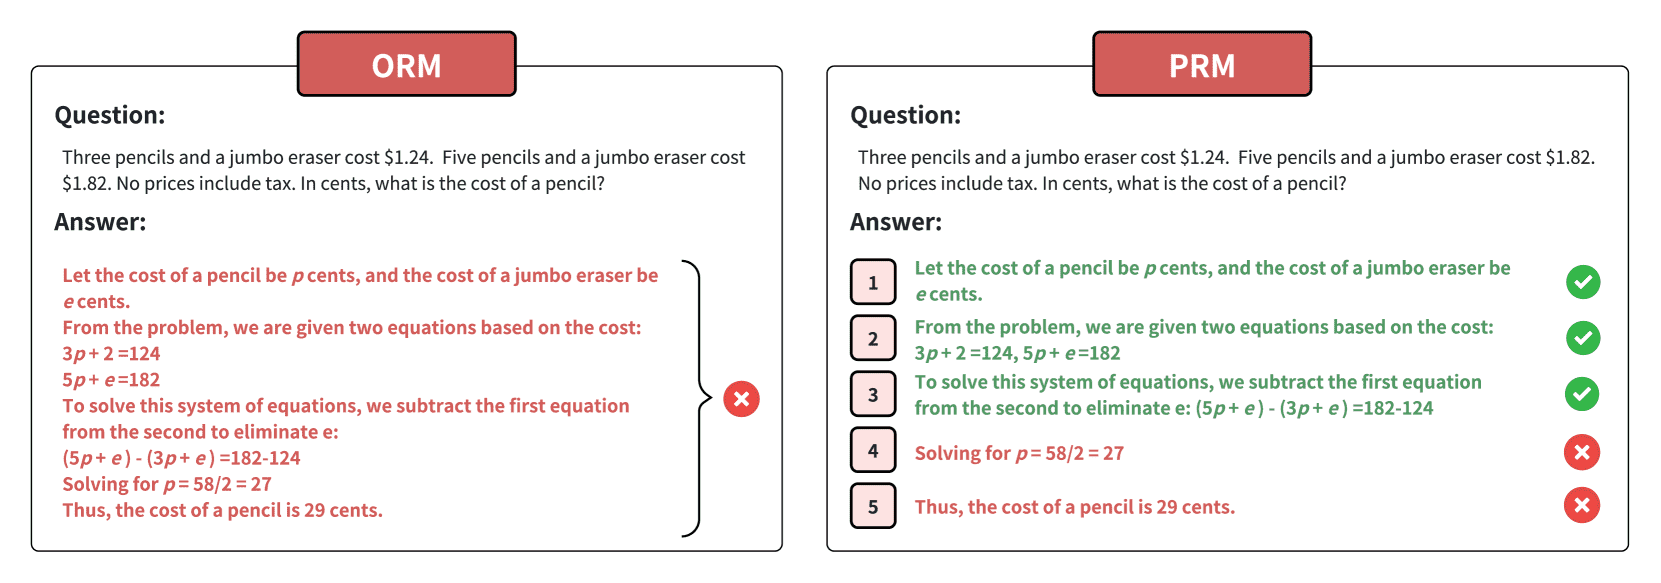 ORM
Question:
Three pencils and a jumbo eraser cost $1.24. Five pencils and a jumbo eraser cost
$1.82. No prices include tax. In cents, what is the cost of a pencil?
Answer:
Let the cost of a pencil be p cents, and the cost of a jumbo eraser be
e cents.
From the problem, we are given two equations based on the cost:
3p + 2 =124
5p + e =182
To solve this system of equations, we subtract the first equation
from the second to eliminate e:
(5p + e ) - (3p + e ) =182-124
Solving for p = 58/2 = 27
Thus, the cost of a pencil is 29 cents.
PRM
Question:
Three pencils and a jumbo eraser cost $1.24. Five pencils and a jumbo eraser cost $1.82.
No prices include tax. In cents, what is the cost of a pencil?
Answer:
1
Let the cost of a pencil be p cents, and the cost of a jumbo eraser be
e cents.
2
From the problem, we are given two equations based on the cost:
3p + 2 =124, 5p + e =182
3
To solve this system of equations, we subtract the first equation
from the second to eliminate e: (5p + e ) - (3p + e ) =182-124
4
Solving for p = 58/2 = 27
5
Thus, the cost of a pencil is 29 cents.